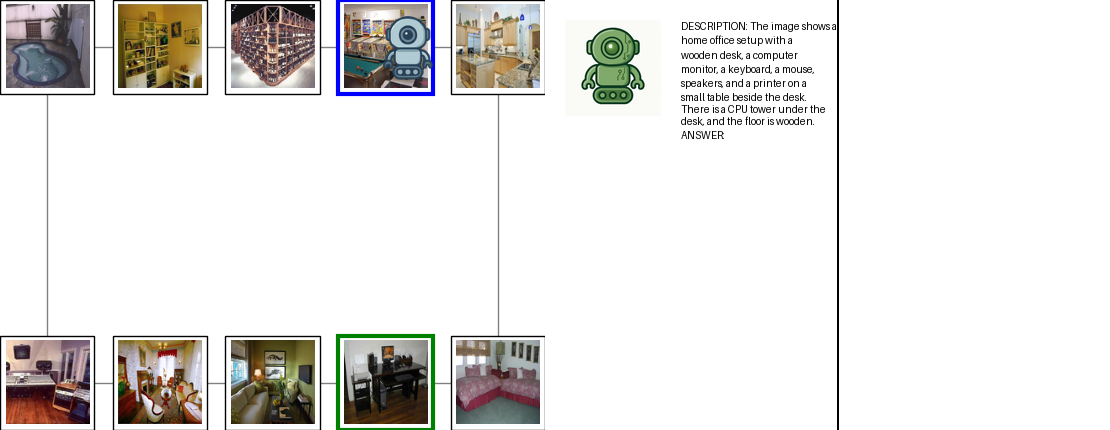 DESCRIPTION: The image shows a
home office setup with a
wooden desk, a computer
monitor, a keyboard, a mouse,
speakers, and a printer on a
small table beside the desk.
There is a CPU tower under the
desk, and the floor is wooden.
ANSWER: